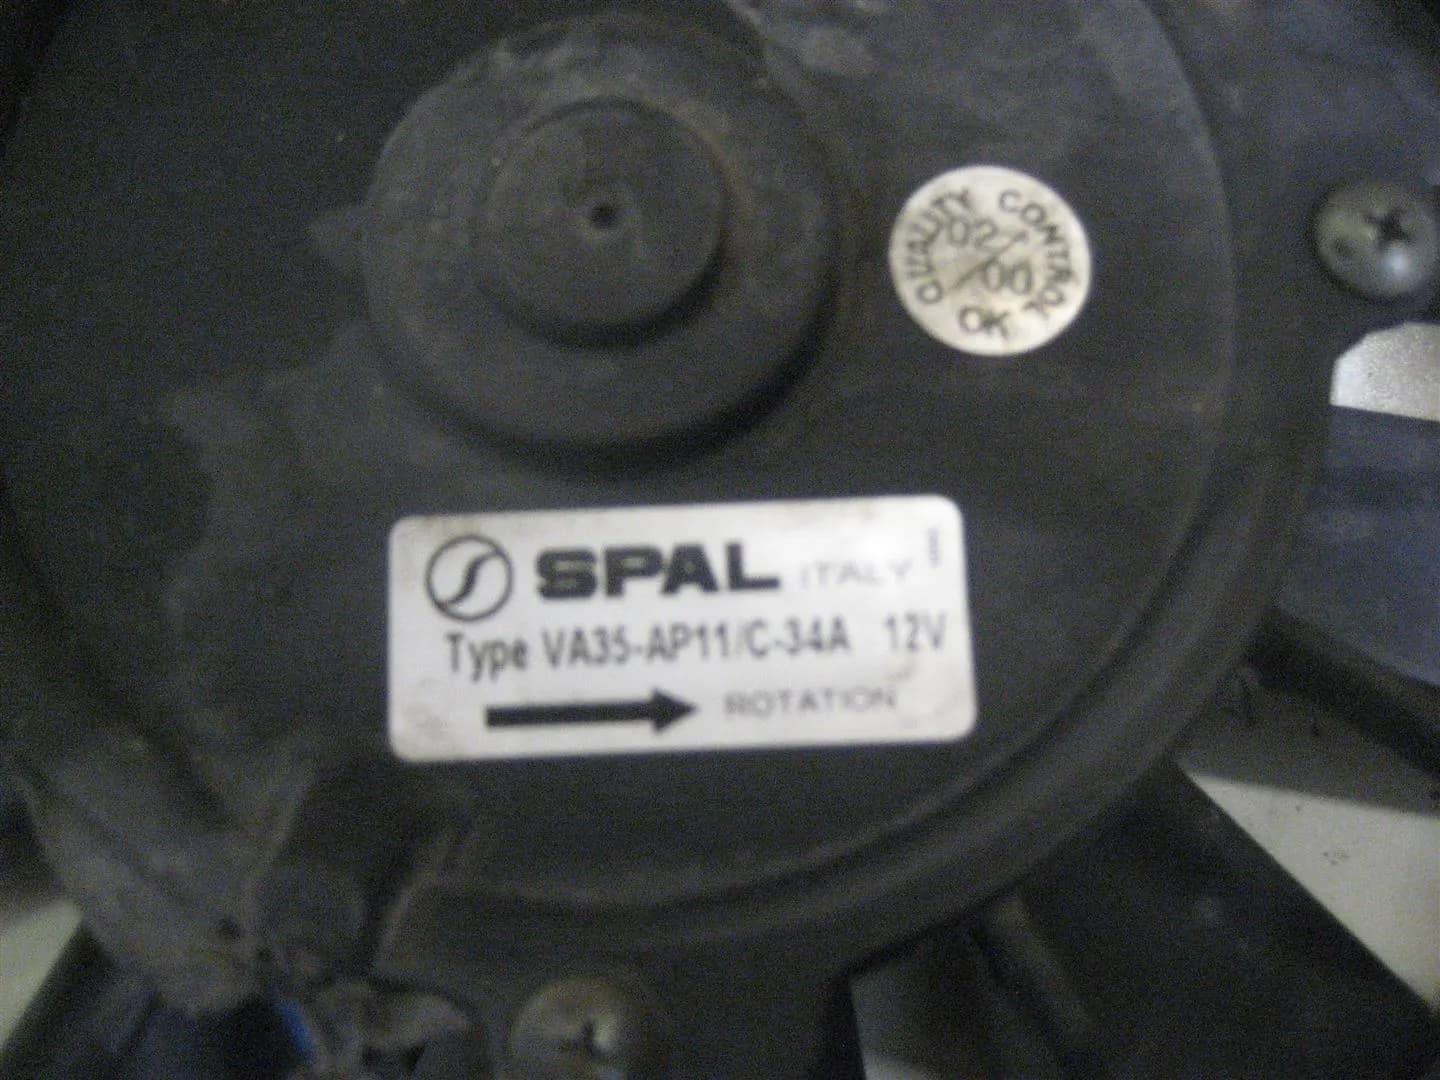 QUALITY CONTROL
02/00
OK
SPAL ITALY
Type VA35-AP11/C-34A 12V
ROTATION